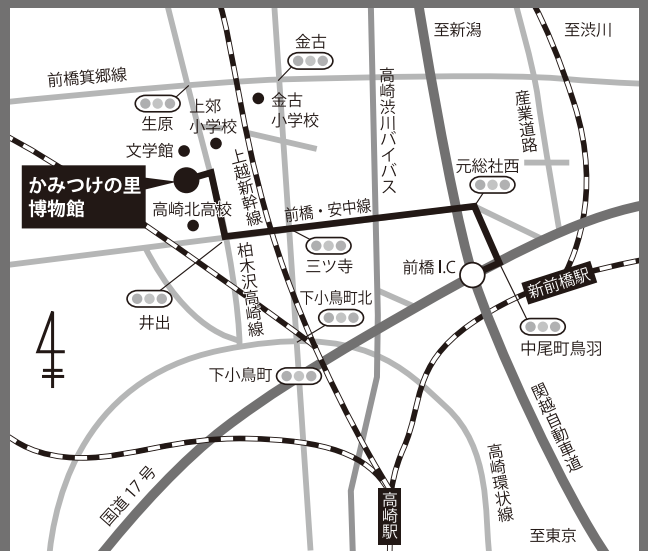 至新潟
至渋川
金古
前橋箕郷線
生原
上郊
小学校
金古
小学校
高崎渋川バイパス
産業道路
文学館
元総社西
かみつけの里
博物館
上越新幹線
高崎北高校
前橋・安中線
三ツ寺
前橋I.C
柏木沢高崎線
新前橋駅
井出
下小鳥町北
中尾町鳥羽
下小鳥町
関越自動車道
国道17号
高崎環状線
高崎駅
至東京